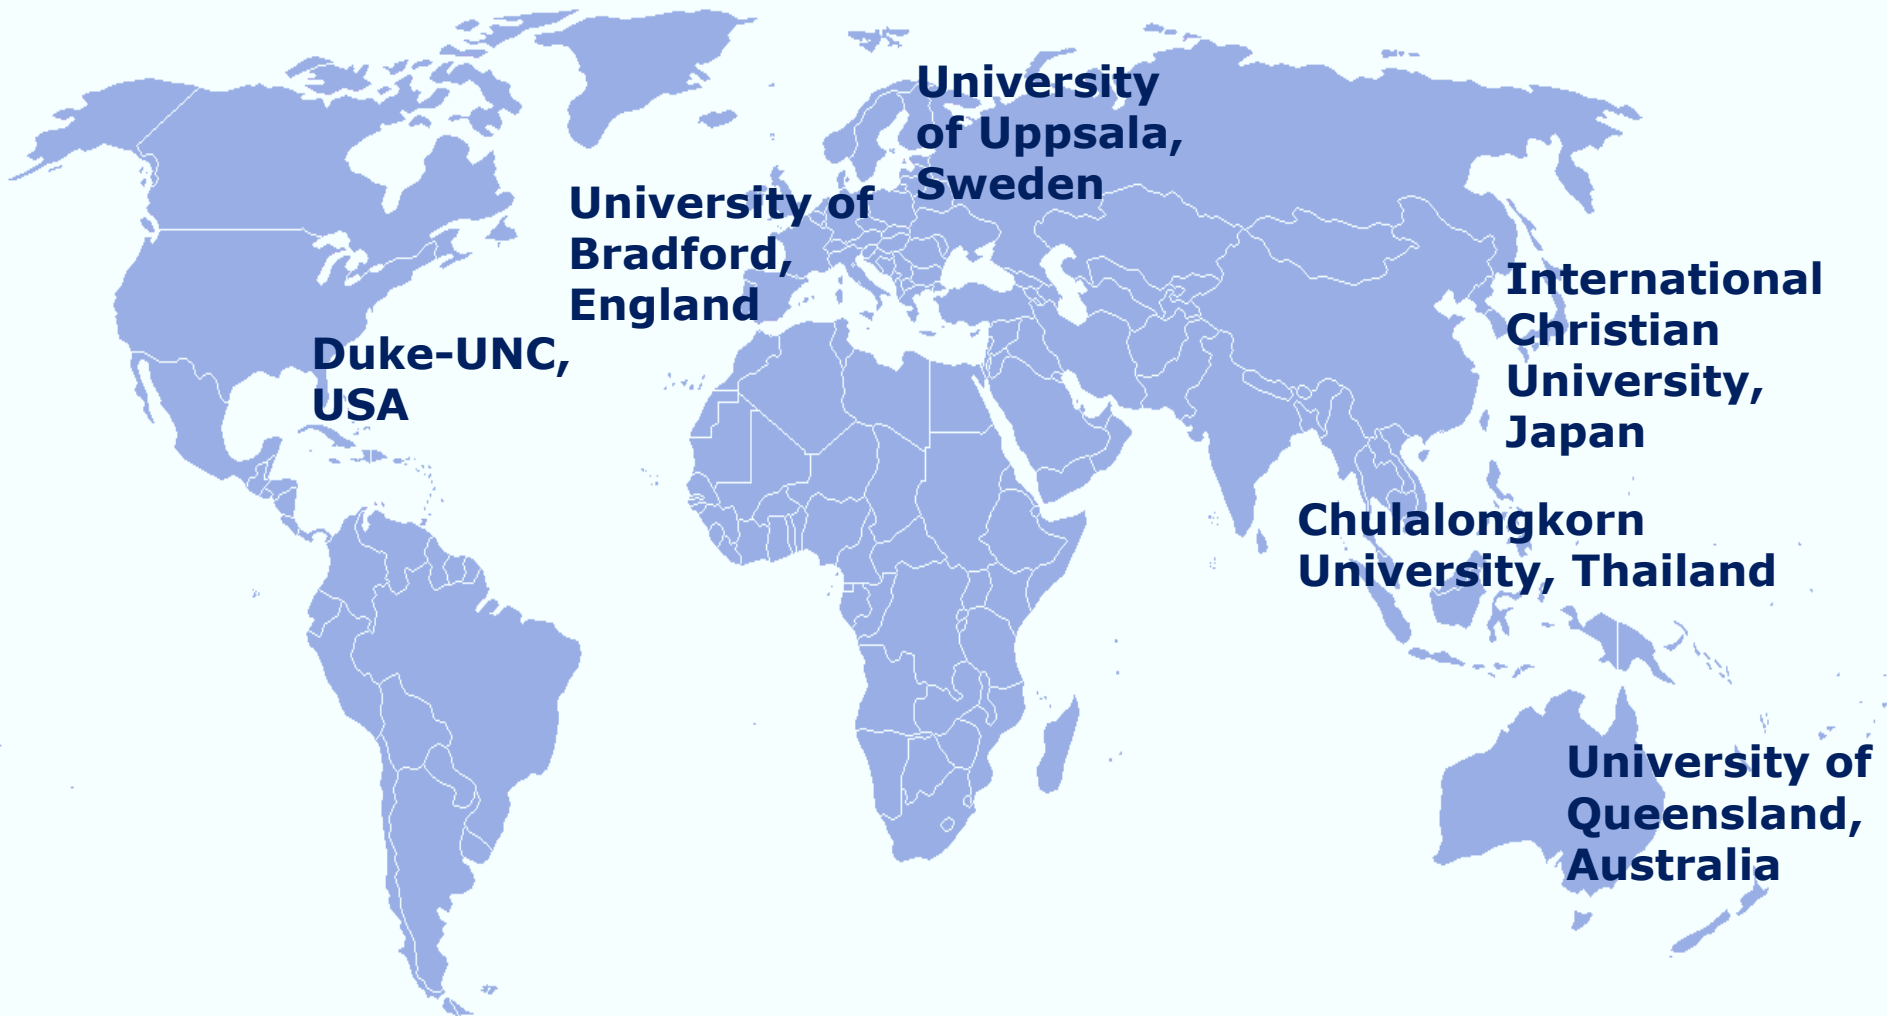 University
of Uppsala,
Sweden
University of
Bradford,
England
International
Christian
University,
Japan
Duke-UNC,
USA
Chulalongkorn
University, Thailand
University of
Queensland,
Australia